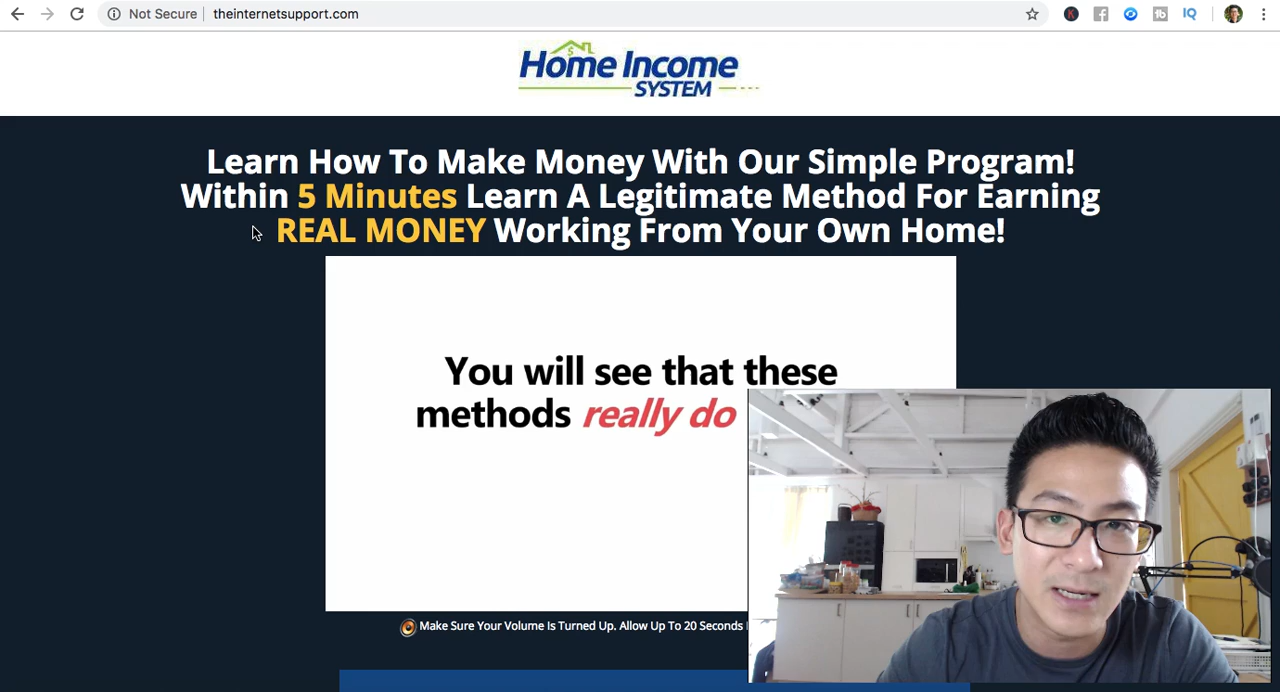 Not Secure theinternetsupport.com
IQ
Home Income
SYSTEM
Learn How To Make Money With Our Simple Program!
Within 5 Minutes Learn A Legitimate Method For Earning
REAL MONEY Working From Your Own Home!
You will see that these
methods really do
Make Sure Your Volume Is Turned Up. Allow Up To 20 Seconds